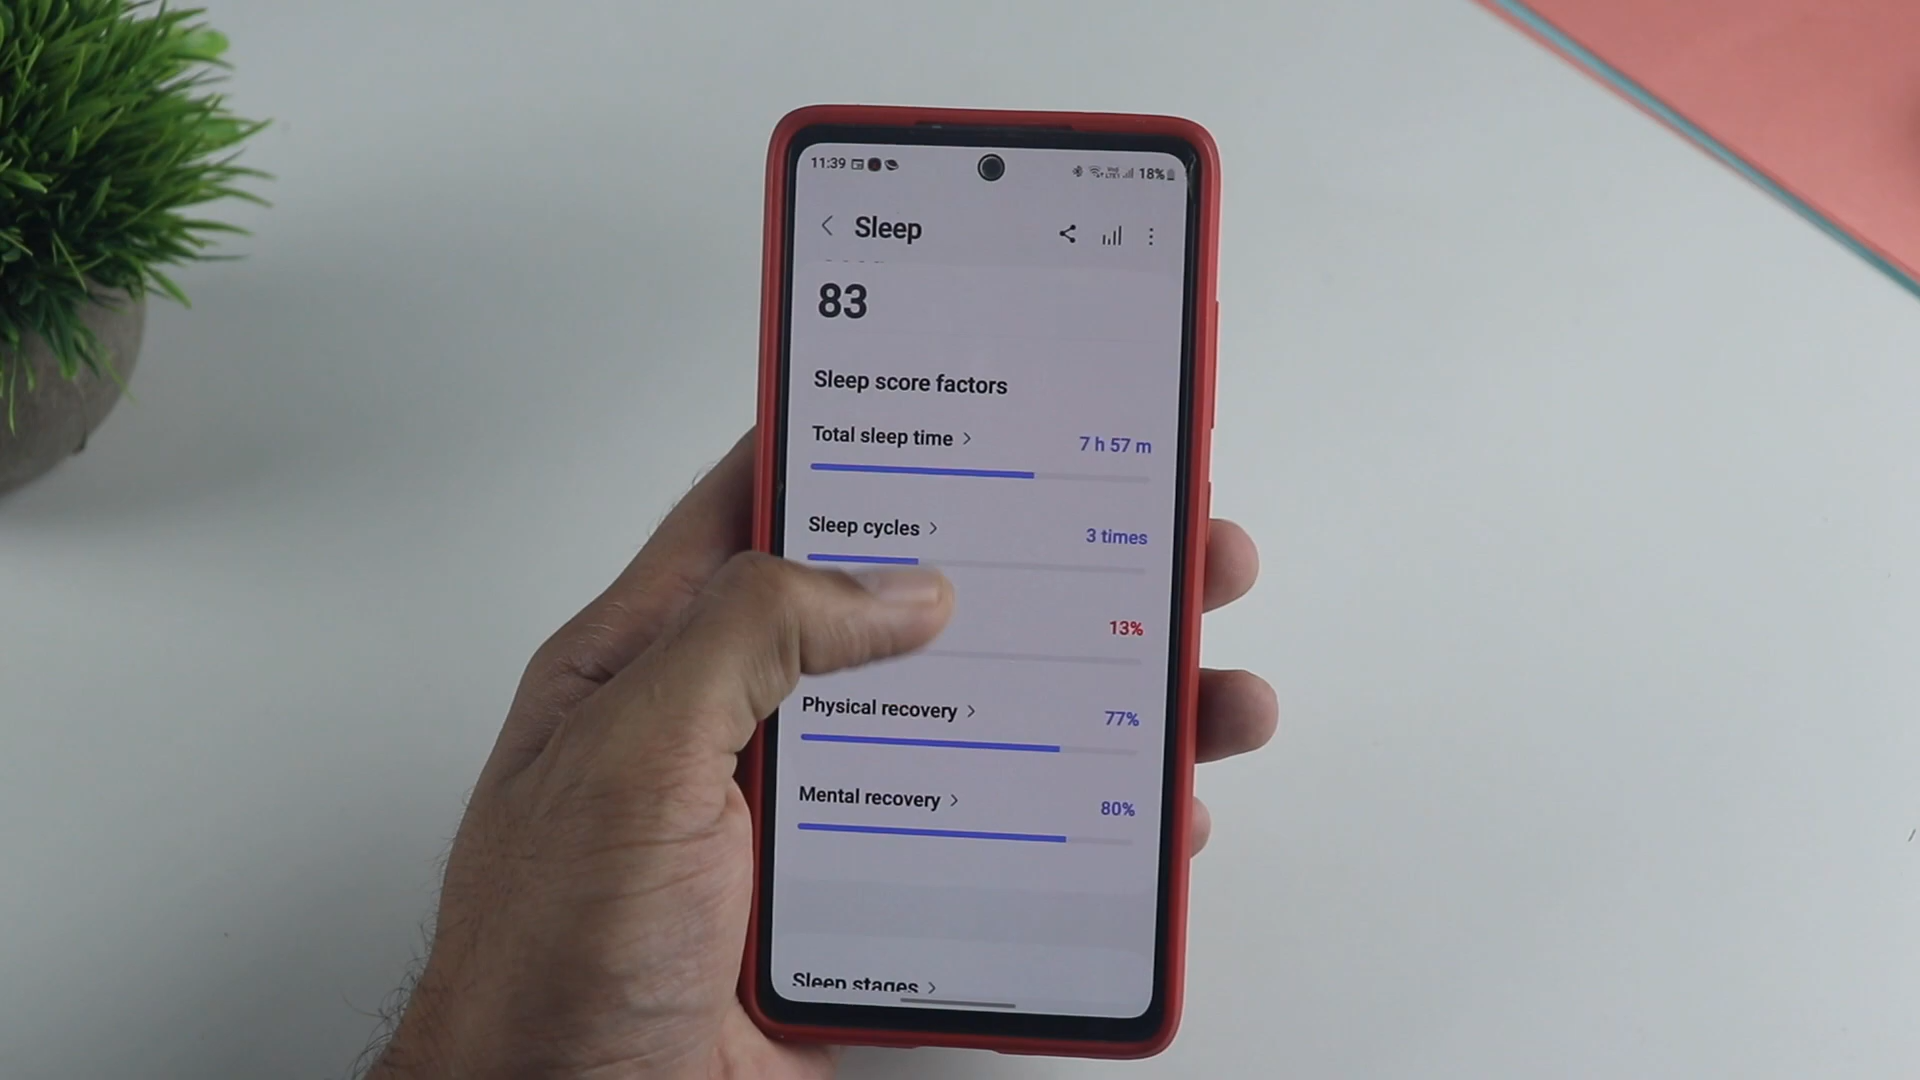 11:39 18%
Sleep
83
Sleep score factors
Total sleep time 7 h 57 m
Sleep cycles 3 times
13%
Physical recovery 77%
Mental recovery 80%
Sleep stages